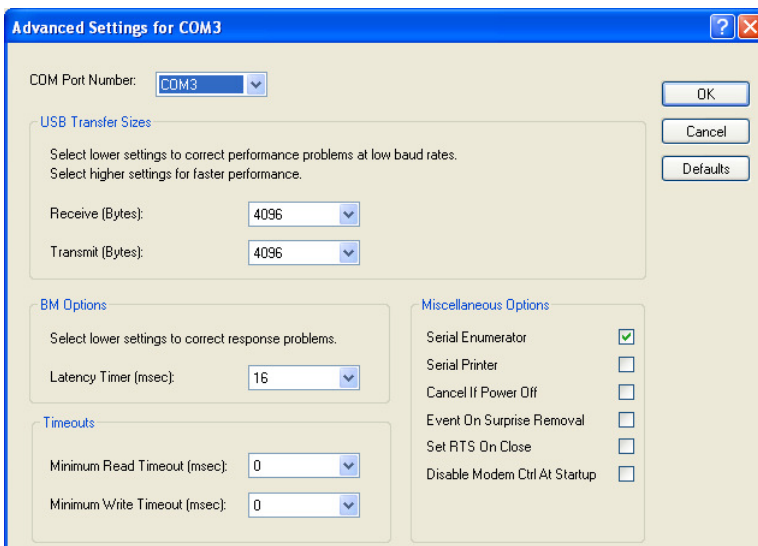 Advanced Settings for COM3
COM Port Number: COM3
OK
Cancel
Defaults
USB Transfer Sizes
Select lower settings to correct performance problems at low baud rates.
Select higher settings for faster performance.
Receive (Bytes): 4096
Transmit (Bytes): 4096
BM Options
Select lower settings to correct response problems.
Latency Timer (msec): 16
Timeouts
Minimum Read Timeout (msec): 0
Minimum Write Timeout (msec): 0
Miscellaneous Options
Serial Enumerator
Serial Printer
Cancel If Power Off
Event On Surprise Removal
Set RTS On Close
Disable Modem Ctrl At Startup